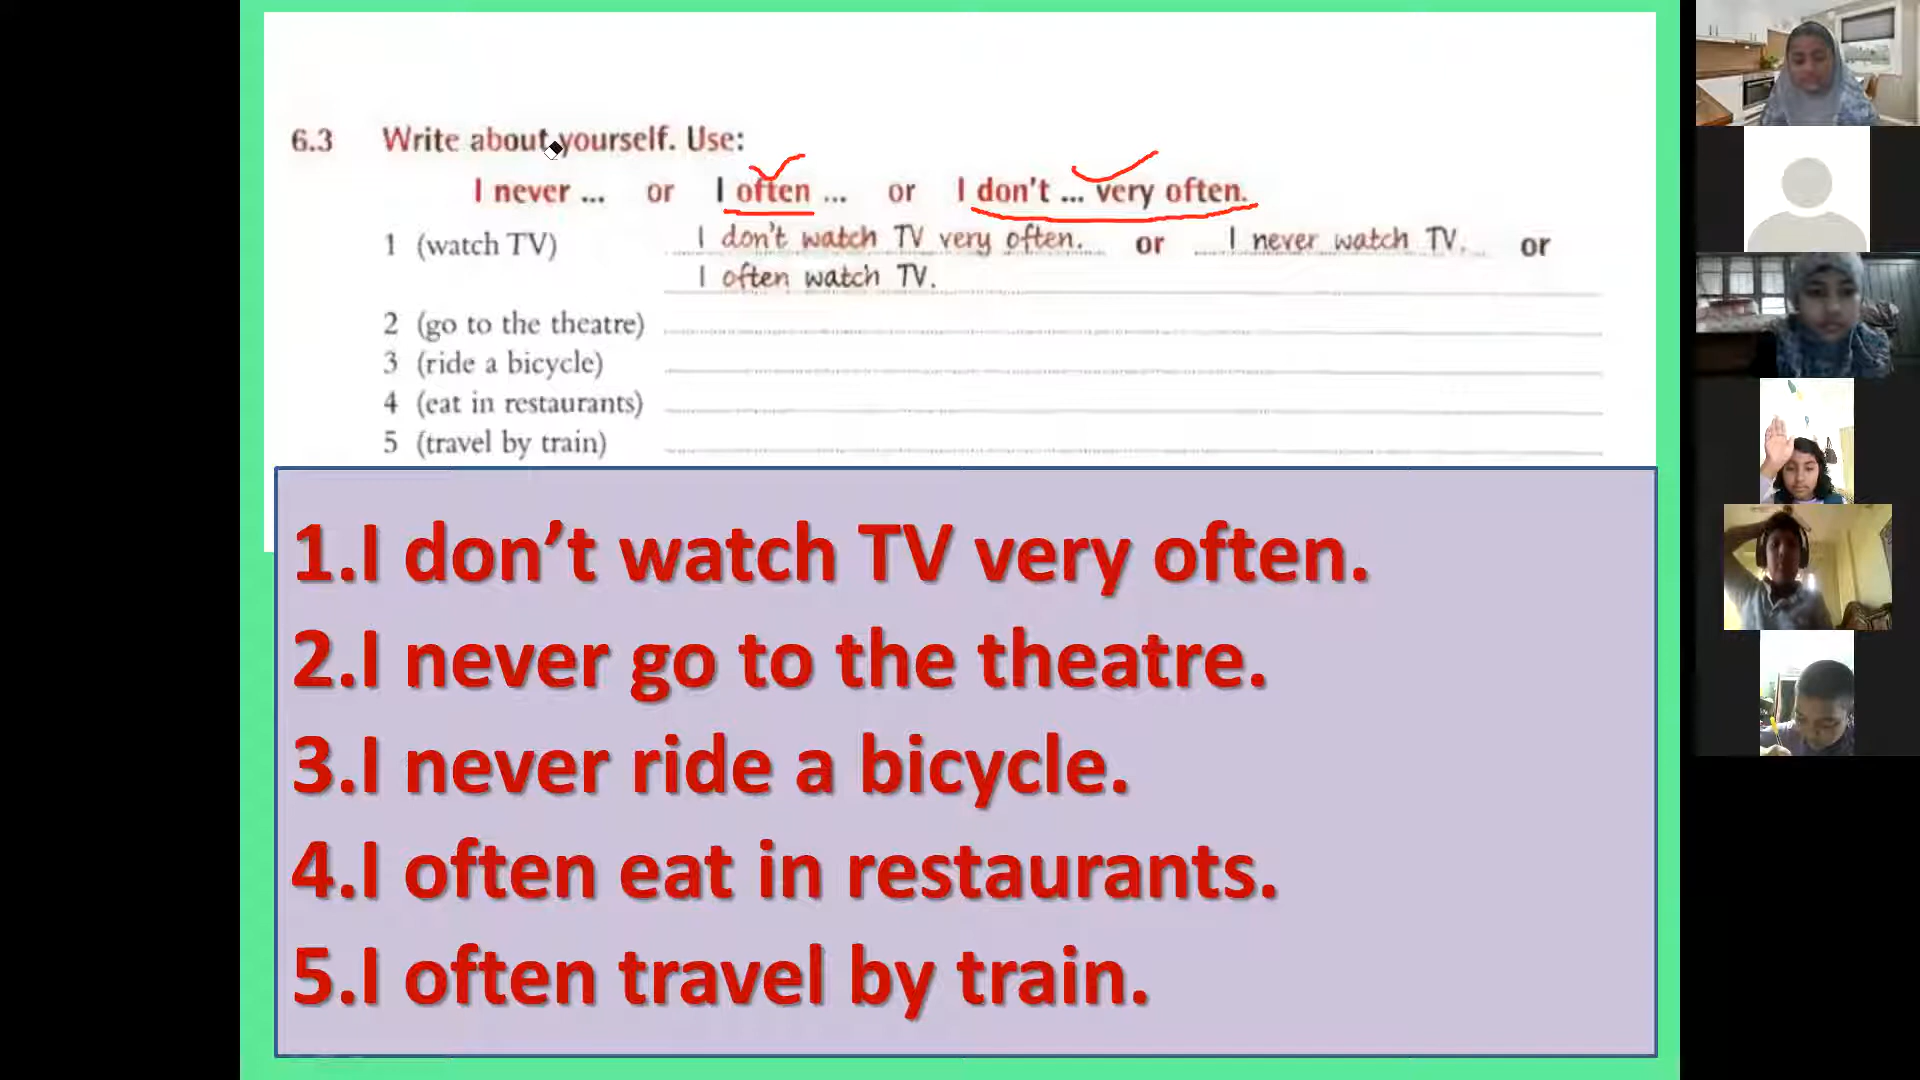 6.3 Write about yourself. Use:
I never ... or I often ... or I don't ... very often.
1 (watch TV) I don't watch TV very often. or I never watch TV. or
I often watch TV.
2 (go to the theatre)
3 (ride a bicycle)
4 (eat in restaurants)
5 (travel by train)
1.I don’t watch TV very often.
2.I never go to the theatre.
3.I never ride a bicycle.
4.I often eat in restaurants.
5.I often travel by train.